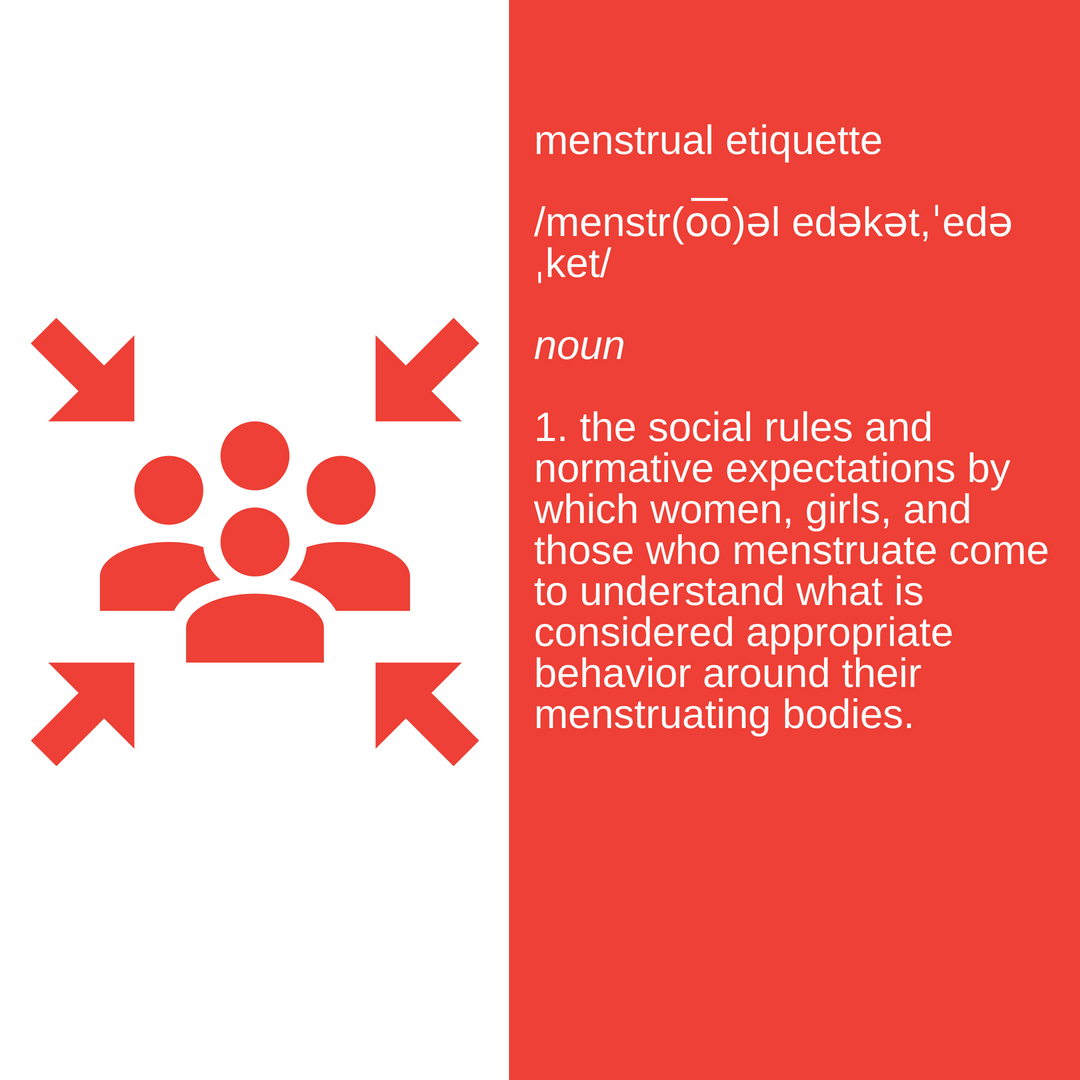 menstrual etiquette
/menstr(o͞o)əl edəkət,ˈedə
ˌket/
noun
1. the social rules and
normative expectations by
which women, girls, and
those who menstruate come
to understand what is
considered appropriate
behavior around their
menstruating bodies.